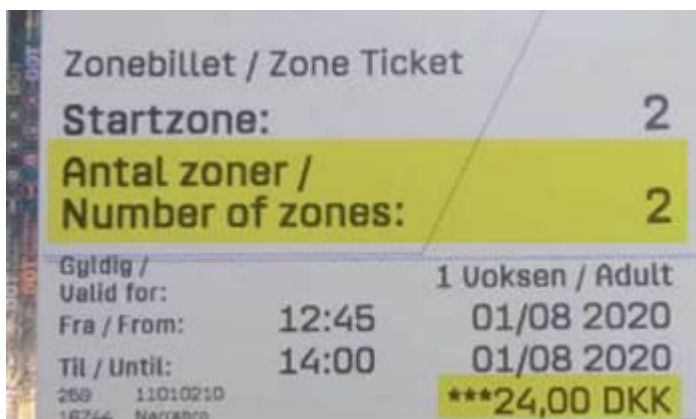 Zonebillet / Zone Ticket
Startzone: 2
Antal zoner /
Number of zones: 2
Gyldig /
Valid for: 1 Voksen / Adult
Fra / From: 12:45 01/08 2020
Til / Until: 14:00 01/08 2020
11010210 ***24,00 DKK